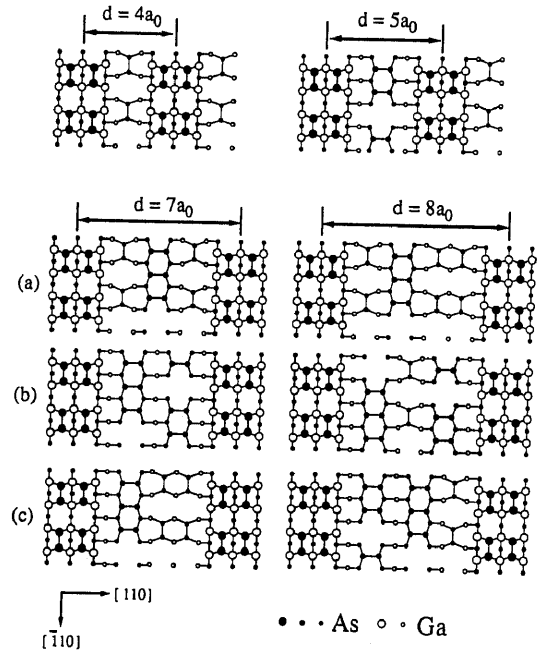 d = 4a₀ d = 5a₀
d = 7a₀ d = 8a₀
(a)
(b)
(c)
[110]
[1̄10]
As Ga